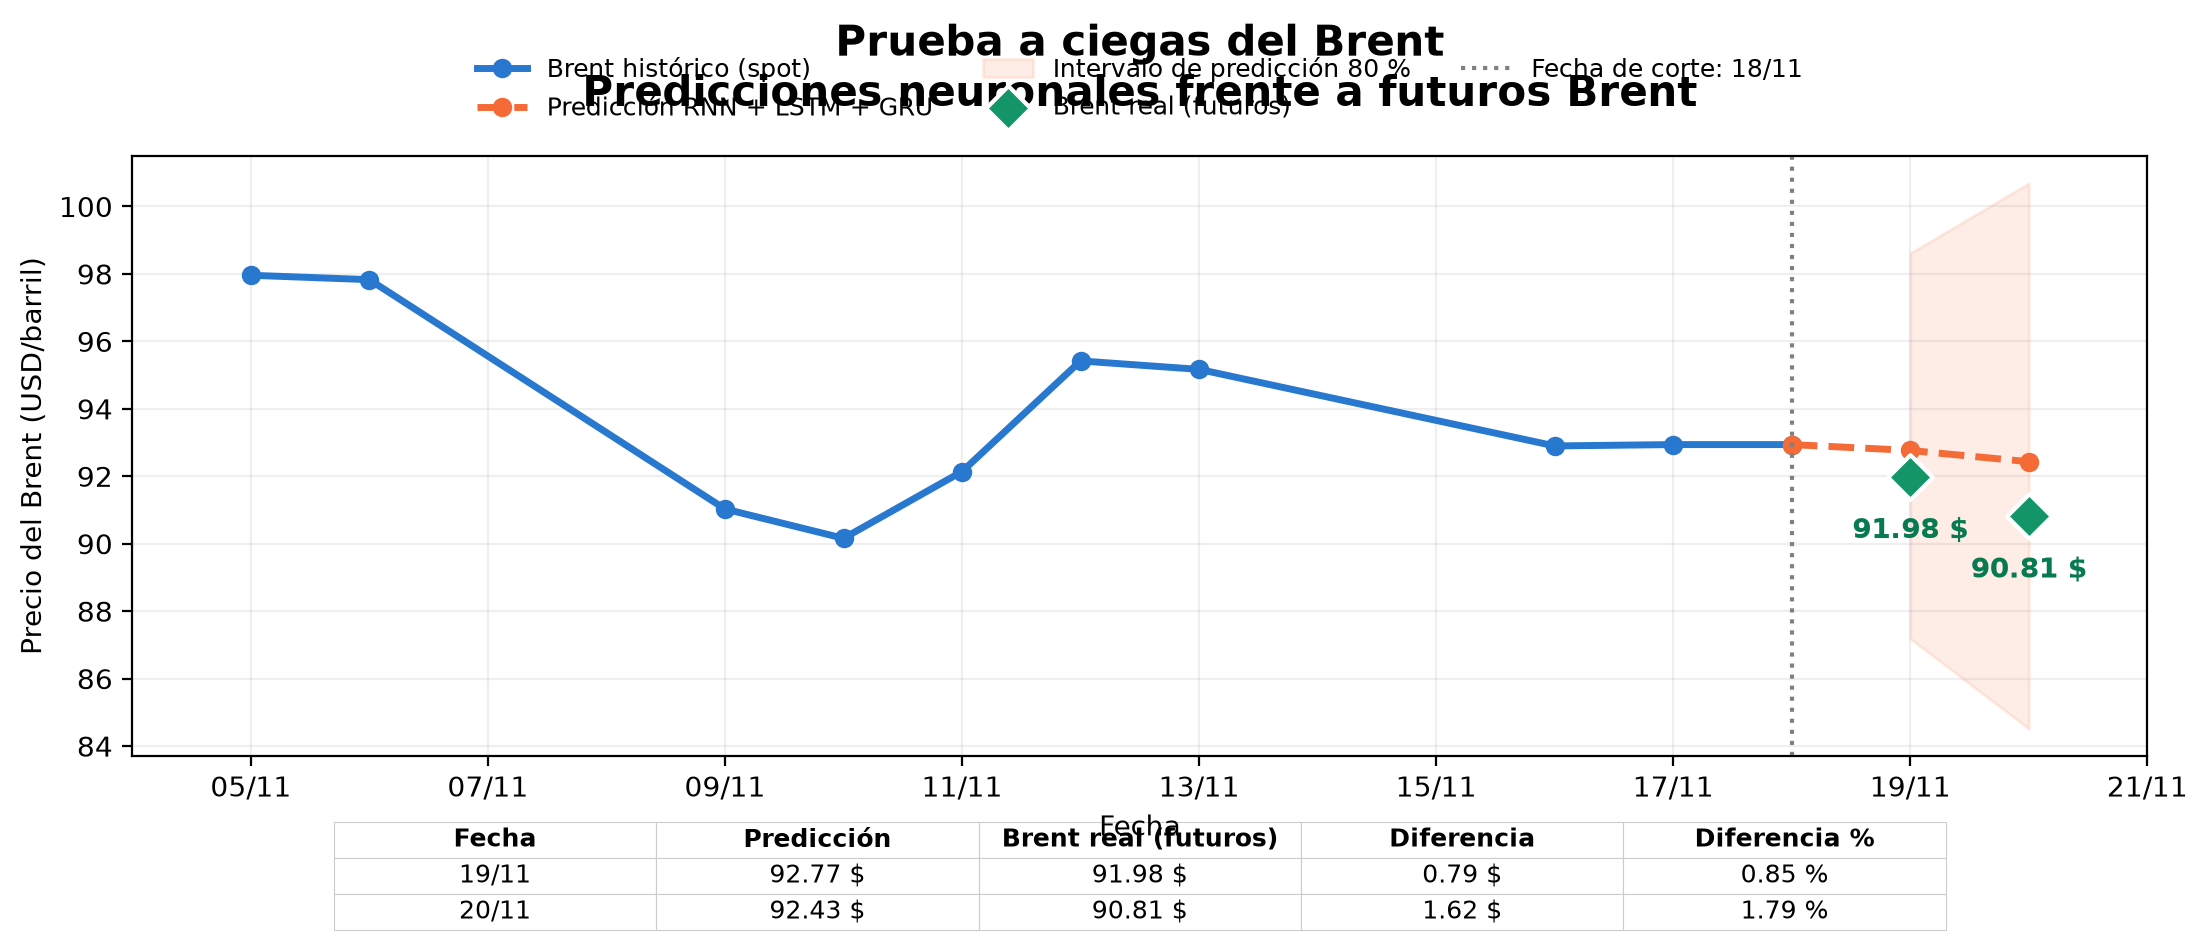 Prueba a ciegas del Brent
Predicciones neuronales frente a futuros Brent
Brent histórico (spot)
Predicción RNN + LSTM + GRU
Intervalo de predicción 80 %
Brent real (futuros)
Fecha de corte: 18/11
Precio del Brent (USD/barril)
100
98
96
94
92
90
88
86
84
91.98 $
90.81 $
05/11 07/11 09/11 11/11 13/11 15/11 17/11 19/11 21/11
Fecha
Fecha Predicción Brent real (futuros) Diferencia Diferencia %
19/11 92.77 $ 91.98 $ 0.79 $ 0.85 %
20/11 92.43 $ 90.81 $ 1.62 $ 1.79 %